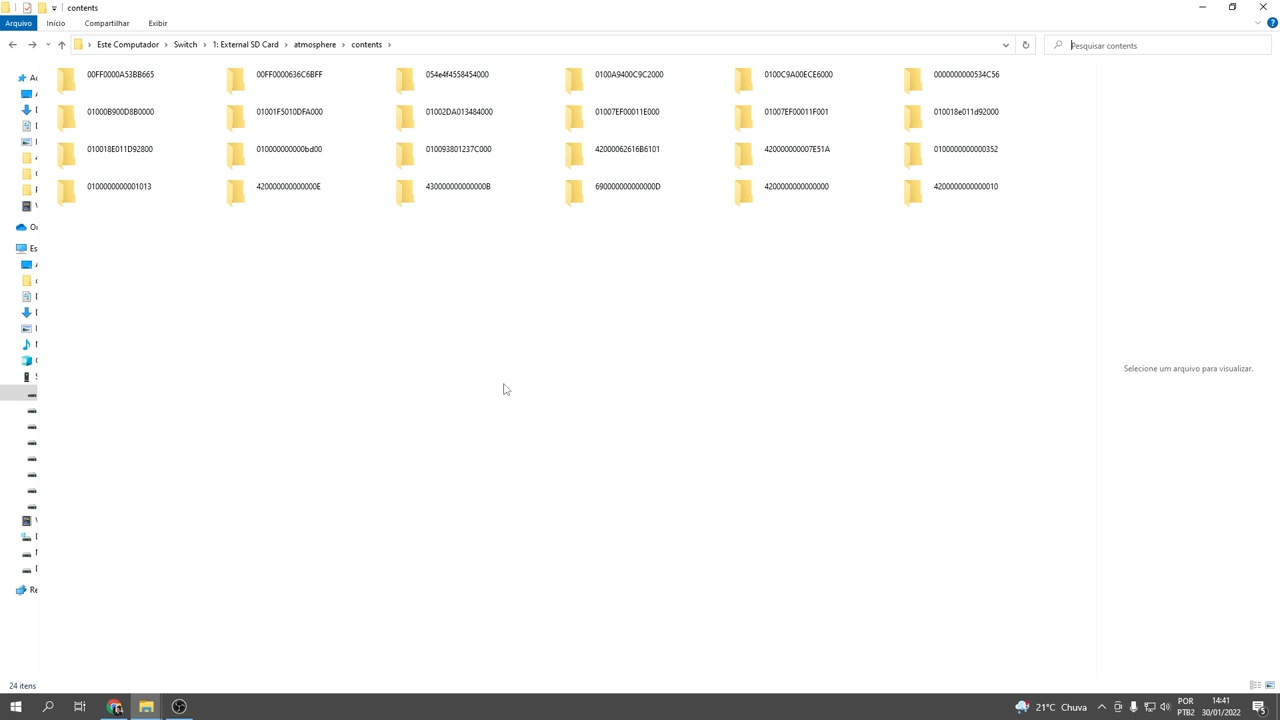 contents
Arquivo Início Compartilhar Exibir
Este Computador Switch 1: External SD Card atmosphere contents
Pesquisar contents
00FF0000A53BB665 00FF0000636C6BFF 054e4f4558454000 0100A9400C9C2000 0100C9A00ECE6000 0000000000534C56
01000B900D8B0000 01001F5010DFA000 01002DA013484000 01007EF00011E000 01007EF00011F001 010018e011d92000
010018E011D92800 010000000000bd00 010093801237C000 42000062616B6101 420000000007E51A 0100000000000352
0100000000001013 420000000000000E 430000000000000B 690000000000000D 4200000000000000 4200000000000010
Selecione um arquivo para visualizar.
24 itens
21°C Chuva
POR
PTB2
14:41
30/01/2022
5